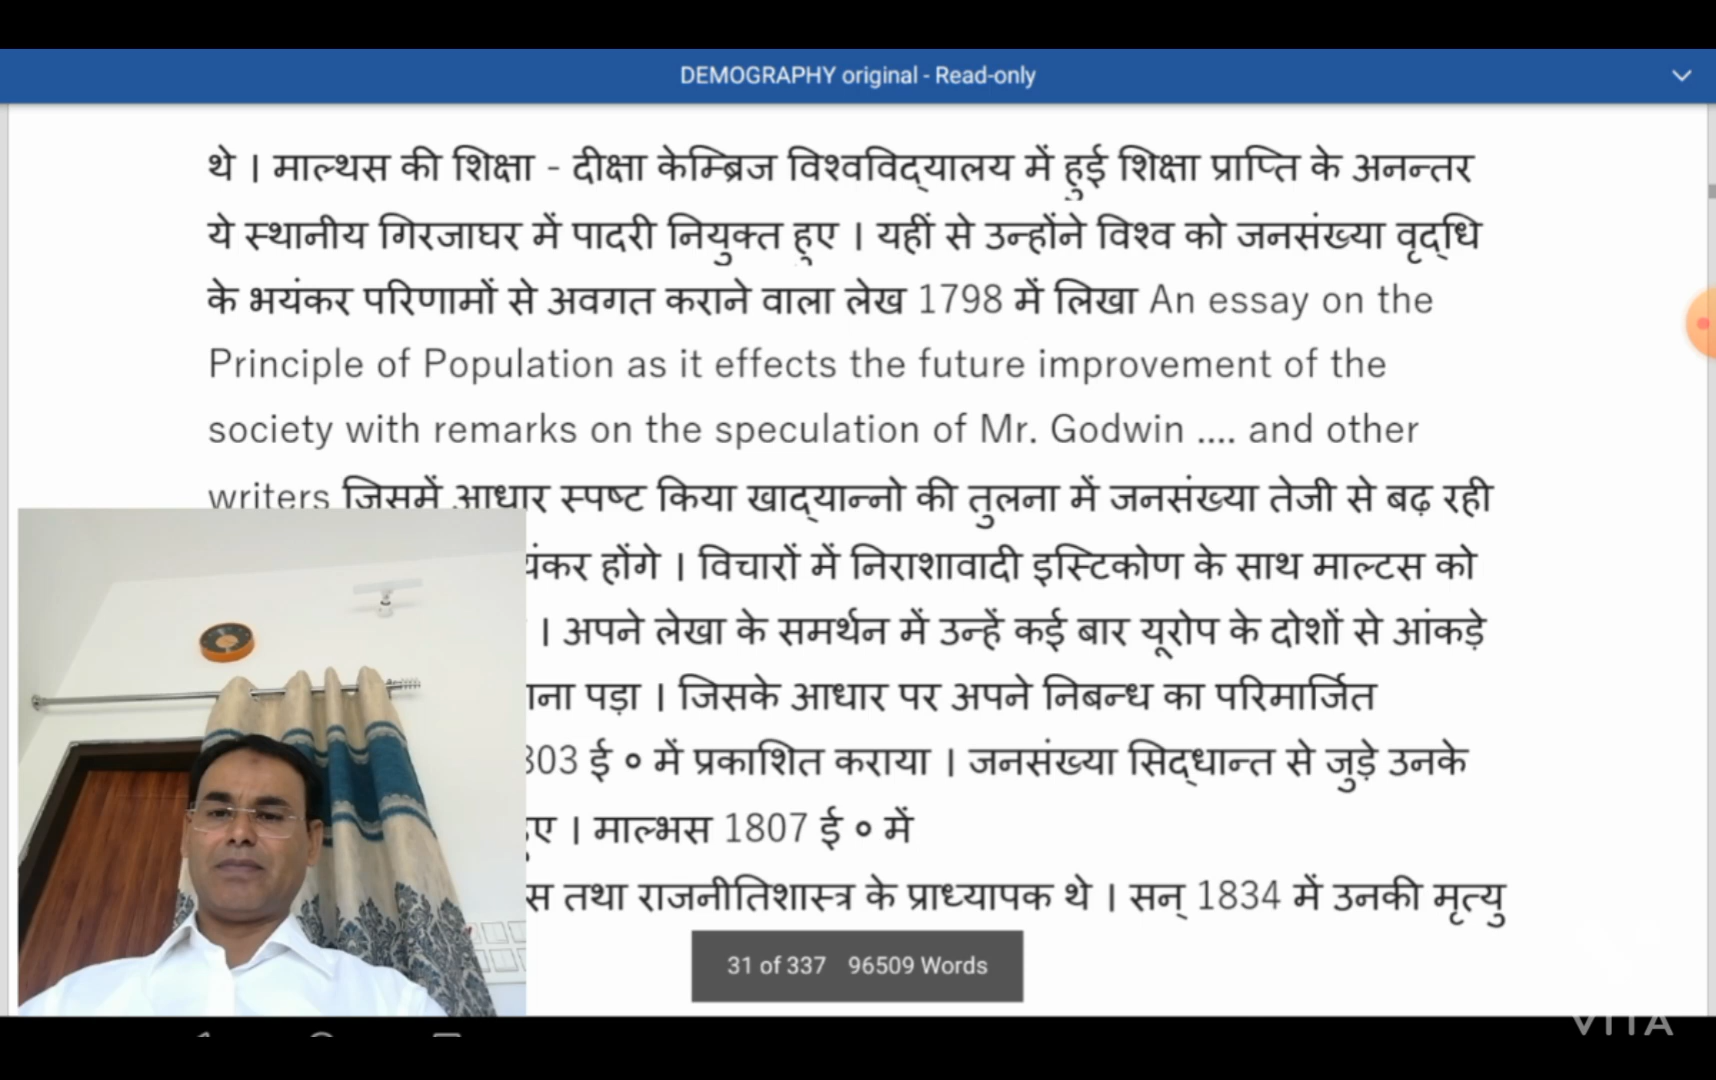 DEMOGRAPHY original - Read-only
थे । माल्थस की शिक्षा - दीक्षा केम्ब्रिज विश्वविद्यालय में हुई शिक्षा प्राप्ति के अनन्तर
ये स्थानीय गिरजाघर में पादरी नियुक्त हुए । यहीं से उन्होंने विश्व को जनसंख्या वृद्धि
के भयंकर परिणामों से अवगत कराने वाला लेख 1798 में लिखा An essay on the
Principle of Population as it effects the future improvement of the
society with remarks on the speculation of Mr. Godwin .... and other
writers जिसमें आधार स्पष्ट किया खाद्यान्नो की तुलना में जनसंख्या तेजी से बढ़ रही
होंगे । विचारों में निराशावादी इस्टिकोण के साथ माल्टस को
। अपने लेखा के समर्थन में उन्हें कई बार यूरोप के दोशों से आंकड़े
पड़ा । जिसके आधार पर अपने निबन्ध का परिमार्जित
ई ० में प्रकाशित कराया । जनसंख्या सिद्धान्त से जुड़े उनके
। माल्भस 1807 ई ० में
तथा राजनीतिशास्त्र के प्राध्यापक थे । सन् 1834 में उनकी मृत्यु
31 of 337 96509 Words
VITA